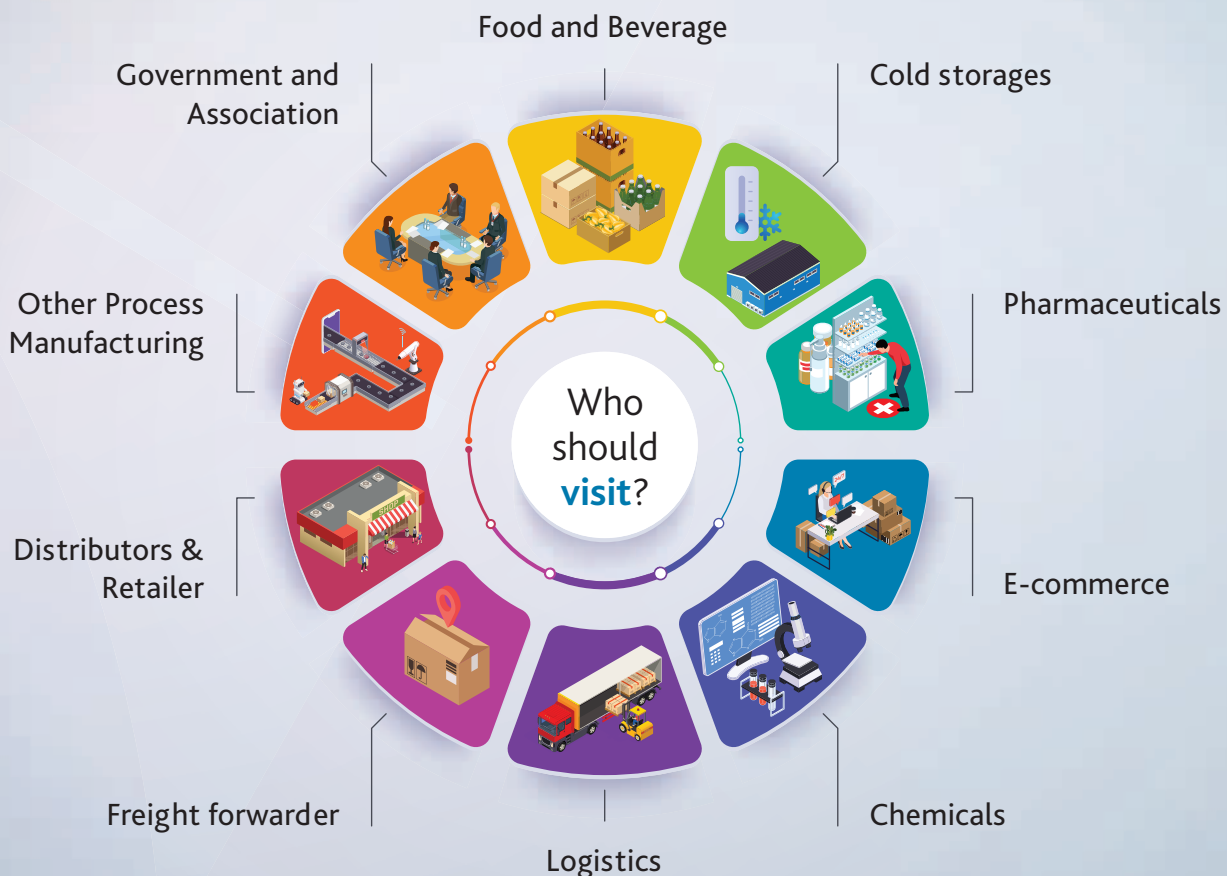 Food and Beverage
Government and
Association
Cold storages
Other Process
Manufacturing
Pharmaceuticals
Who
should
visit?
SHOP
Distributors &
Retailer
E-commerce
Freight forwarder
Chemicals
Logistics